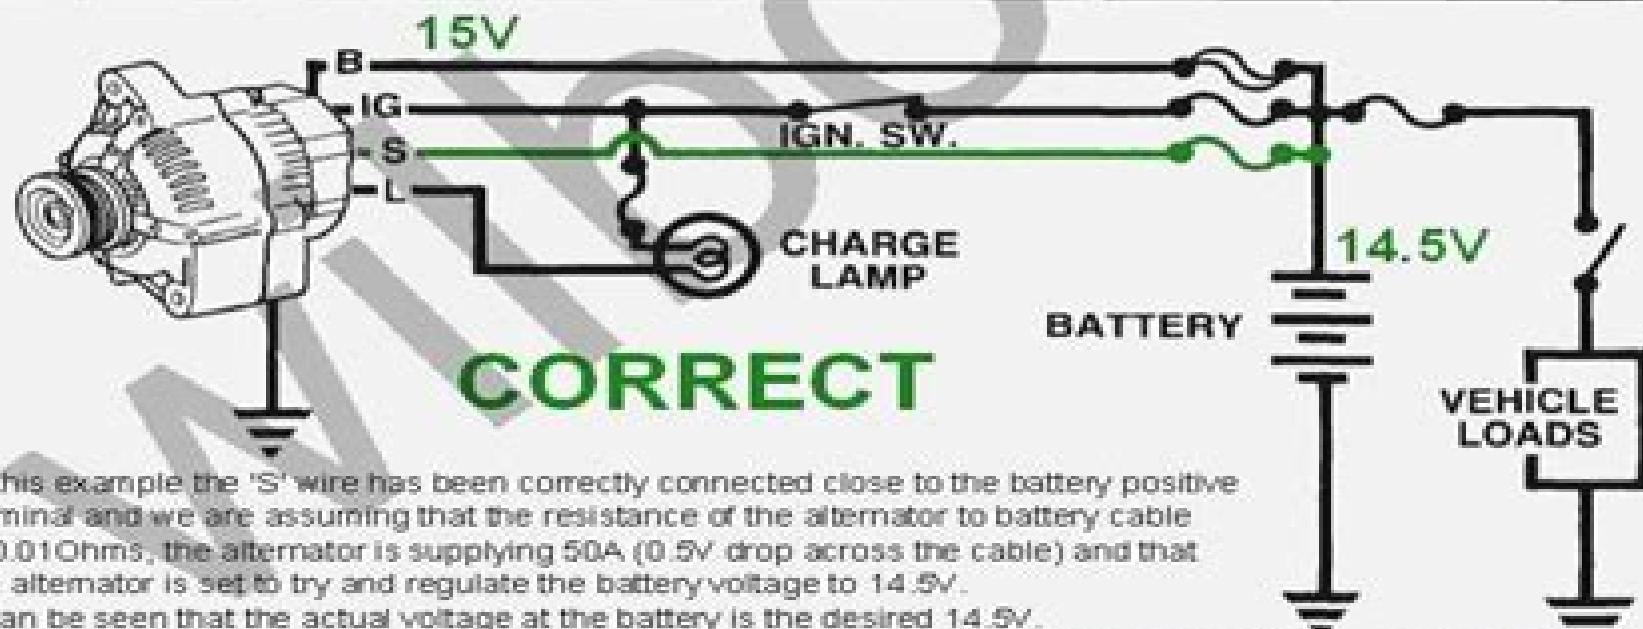 15V
B
IG
IGN. SW.
S
L
CHARGE
LAMP
14.5V
BATTERY
CORRECT
VEHICLE
LOADS
this example the 'S' wire has been correctly connected close to the battery positive
minal and we are assuming that the resistance of the alternator to battery cable
0.01Ohms, the alternator is supplying 50A (0.5V drop across the cable) and that
alternator is set to try and regulate the battery voltage to 14.5V.
an be seen that the actual voltage at the battery is the desired 14.5V.